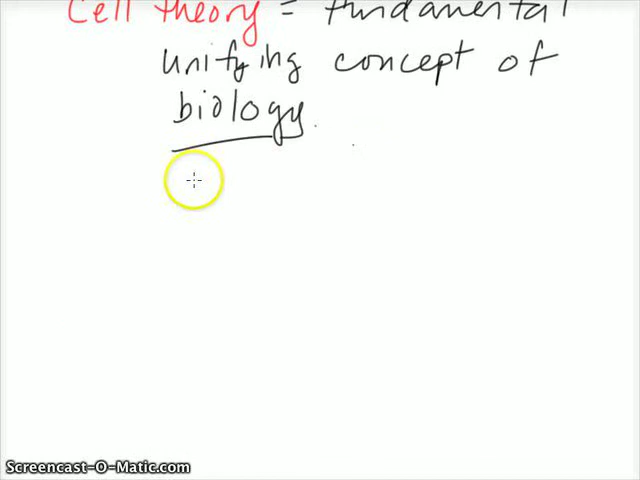 Cell theory = fundamental
unifying concept of
biology.
Screencast-O-Matic.com